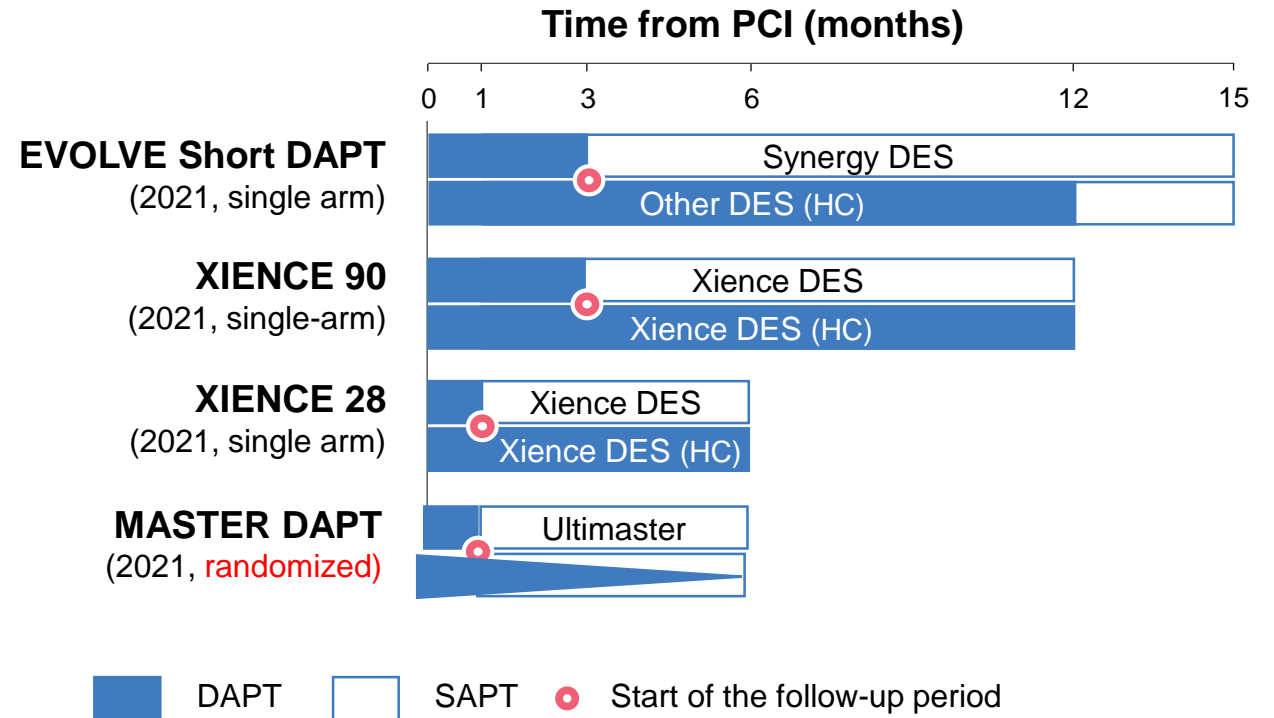 Time from PCI (months)
0 1 3 6 12 15
EVOLVE Short DAPT
(2021, single arm)
Synergy DES
Other DES (HC)
XIENCE 90
(2021, single-arm)
Xience DES
Xience DES (HC)
XIENCE 28
(2021, single arm)
Xience DES
Xience DES (HC)
MASTER DAPT
(2021, randomized)
Ultimaster
DAPT SAPT Start of the follow-up period